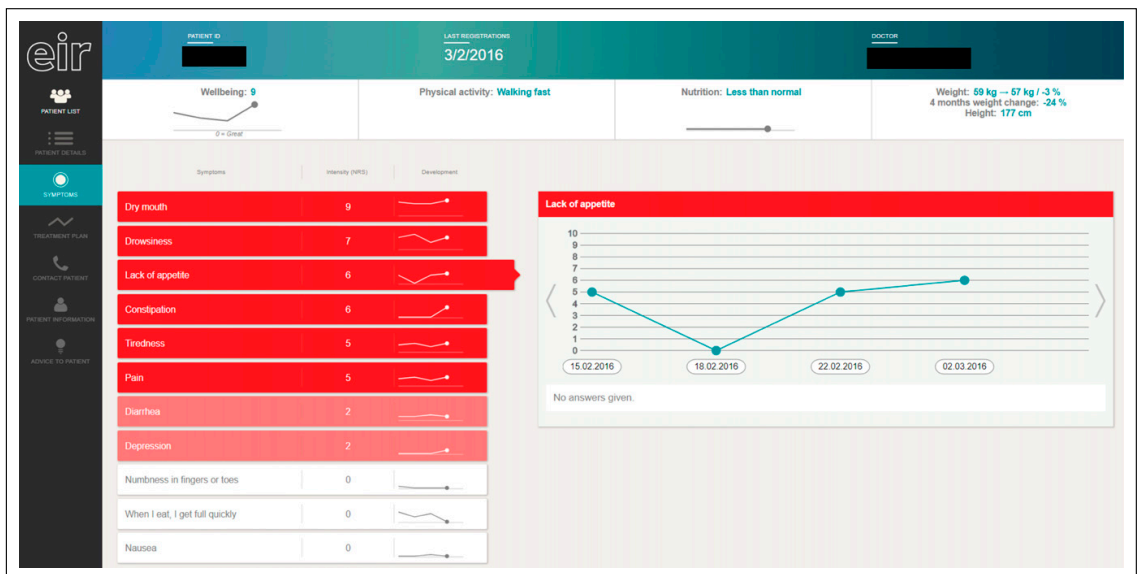 eir
PATIENT ID
LAST REGISTRATIONS
3/2/2016
DOCTOR
PATIENT LIST
PATIENT DETAILS
SYMPTOMS
TREATMENT PLAN
CONTACT PATIENT
PATIENT INFORMATION
ADVICE TO PATIENT
Wellbeing: 9
0 = Great
Physical activity: Walking fast
Nutrition: Less than normal
Weight: 59 kg → 57 kg / -3 %
4 months weight change: -24 %
Height: 177 cm
Symptoms Intensity (NRS) Development
Dry mouth 9
Drowsiness 7
Lack of appetite 6
Constipation 6
Tiredness 5
Pain 5
Diarrhea 2
Depression 2
Numbness in fingers or toes 0
When I eat, I get full quickly 0
Nausea 0
Lack of appetite
10
9
8
7
6
5
4
3
2
1
0
15.02.2016 18.02.2016 22.02.2016 02.03.2016
No answers given.